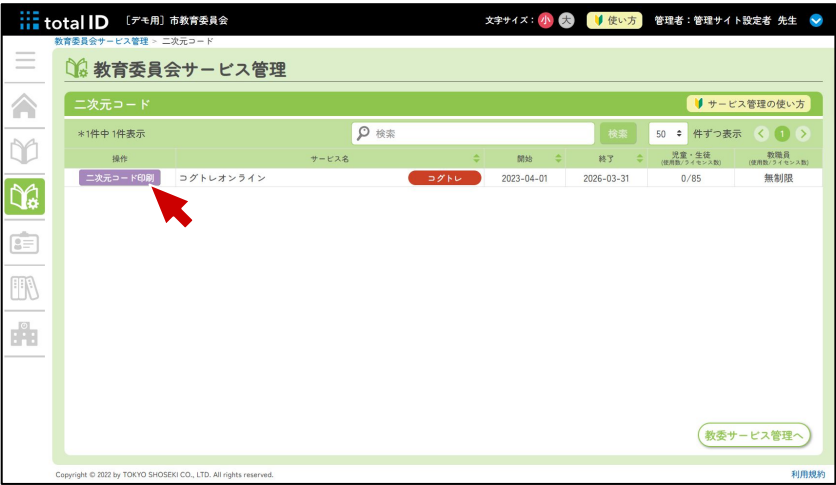 total ID [デモ用] 市教育委員会 文字サイズ: 小 大 使い方 管理者：管理サイト設定者 先生
教育委員会サービス管理 > 二次元コード
教育委員会サービス管理
二次元コード サービス管理の使い方
*1件中 1件表示 検索 検索 50 件ずつ表示 1
操作 サービス名 開始 終了 児童・生徒 教職員
(使用数/ライセンス数) (使用数/ライセンス数)
二次元コード印刷 コグトレオンライン コグトレ 2023-04-01 2026-03-31 0/85 無制限
教委サービス管理へ
Copyright © 2022 by TOKYO SHOSEKI CO., LTD. All rights reserved. 利用規約